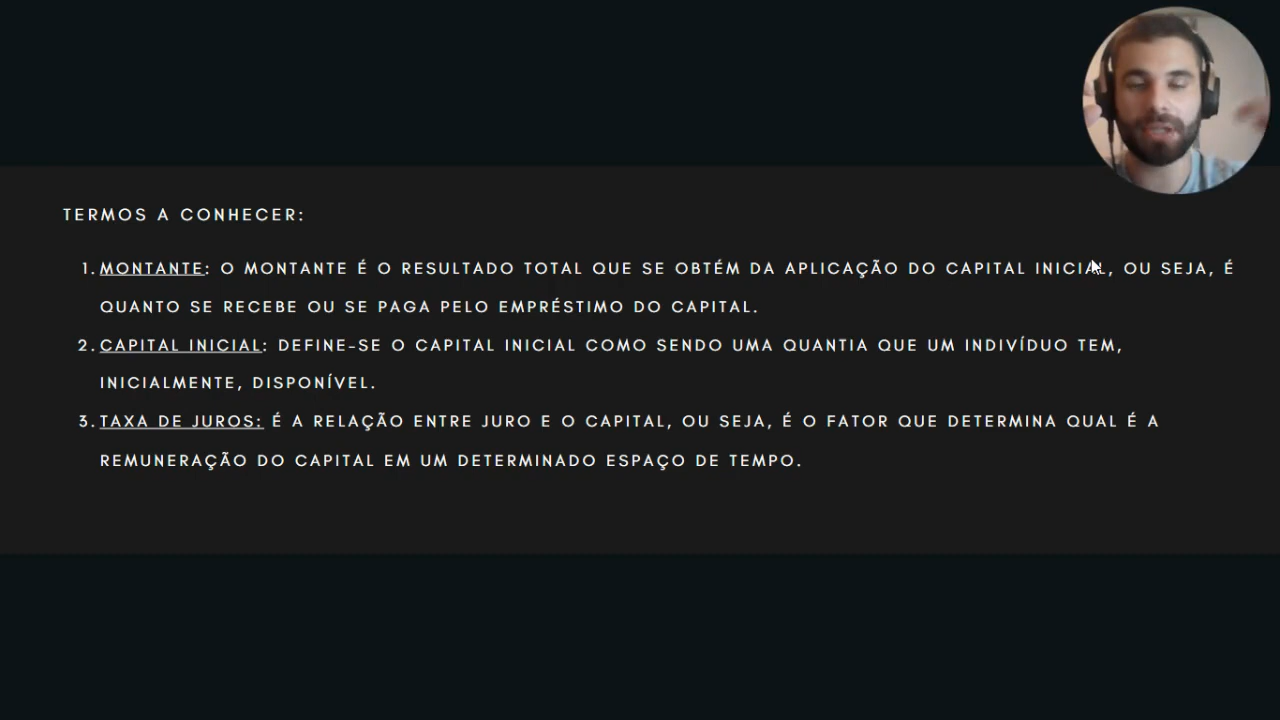 TERMOS A CONHECER:
1. MONTANTE: O MONTANTE É O RESULTADO TOTAL QUE SE OBTÉM DA APLICAÇÃO DO CAPITAL INICIAL, OU SEJA, É
QUANTO SE RECEBE OU SE PAGA PELO EMPRÉSTIMO DO CAPITAL.
2. CAPITAL INICIAL: DEFINE-SE O CAPITAL INICIAL COMO SENDO UMA QUANTIA QUE UM INDIVÍDUO TEM,
INICIALMENTE, DISPONÍVEL.
3. TAXA DE JUROS: É A RELAÇÃO ENTRE JURO E O CAPITAL, OU SEJA, É O FATOR QUE DETERMINA QUAL É A
REMUNERAÇÃO DO CAPITAL EM UM DETERMINADO ESPAÇO DE TEMPO.